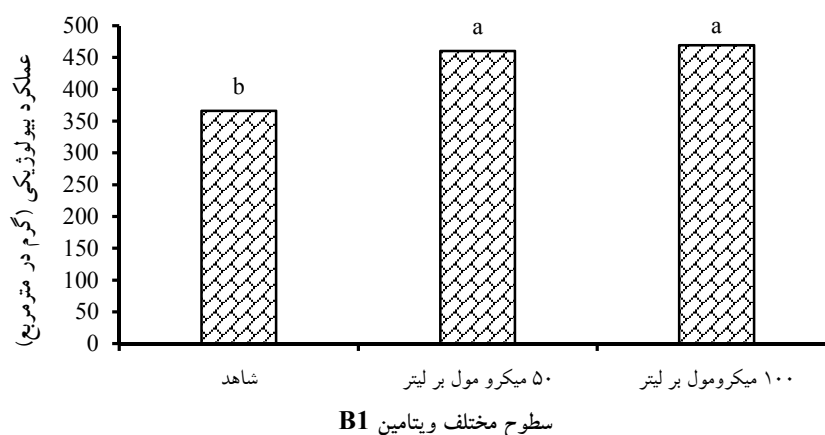 عملکرد بیولوژیکی (گرم در مترمربع)
500
450
400
350
300
250
200
150
100
50
0
b
a
a
شاهد
۵۰ میکرو مول بر لیتر
۱۰۰ میکرومول بر لیتر
سطوح مختلف ویتامین B1